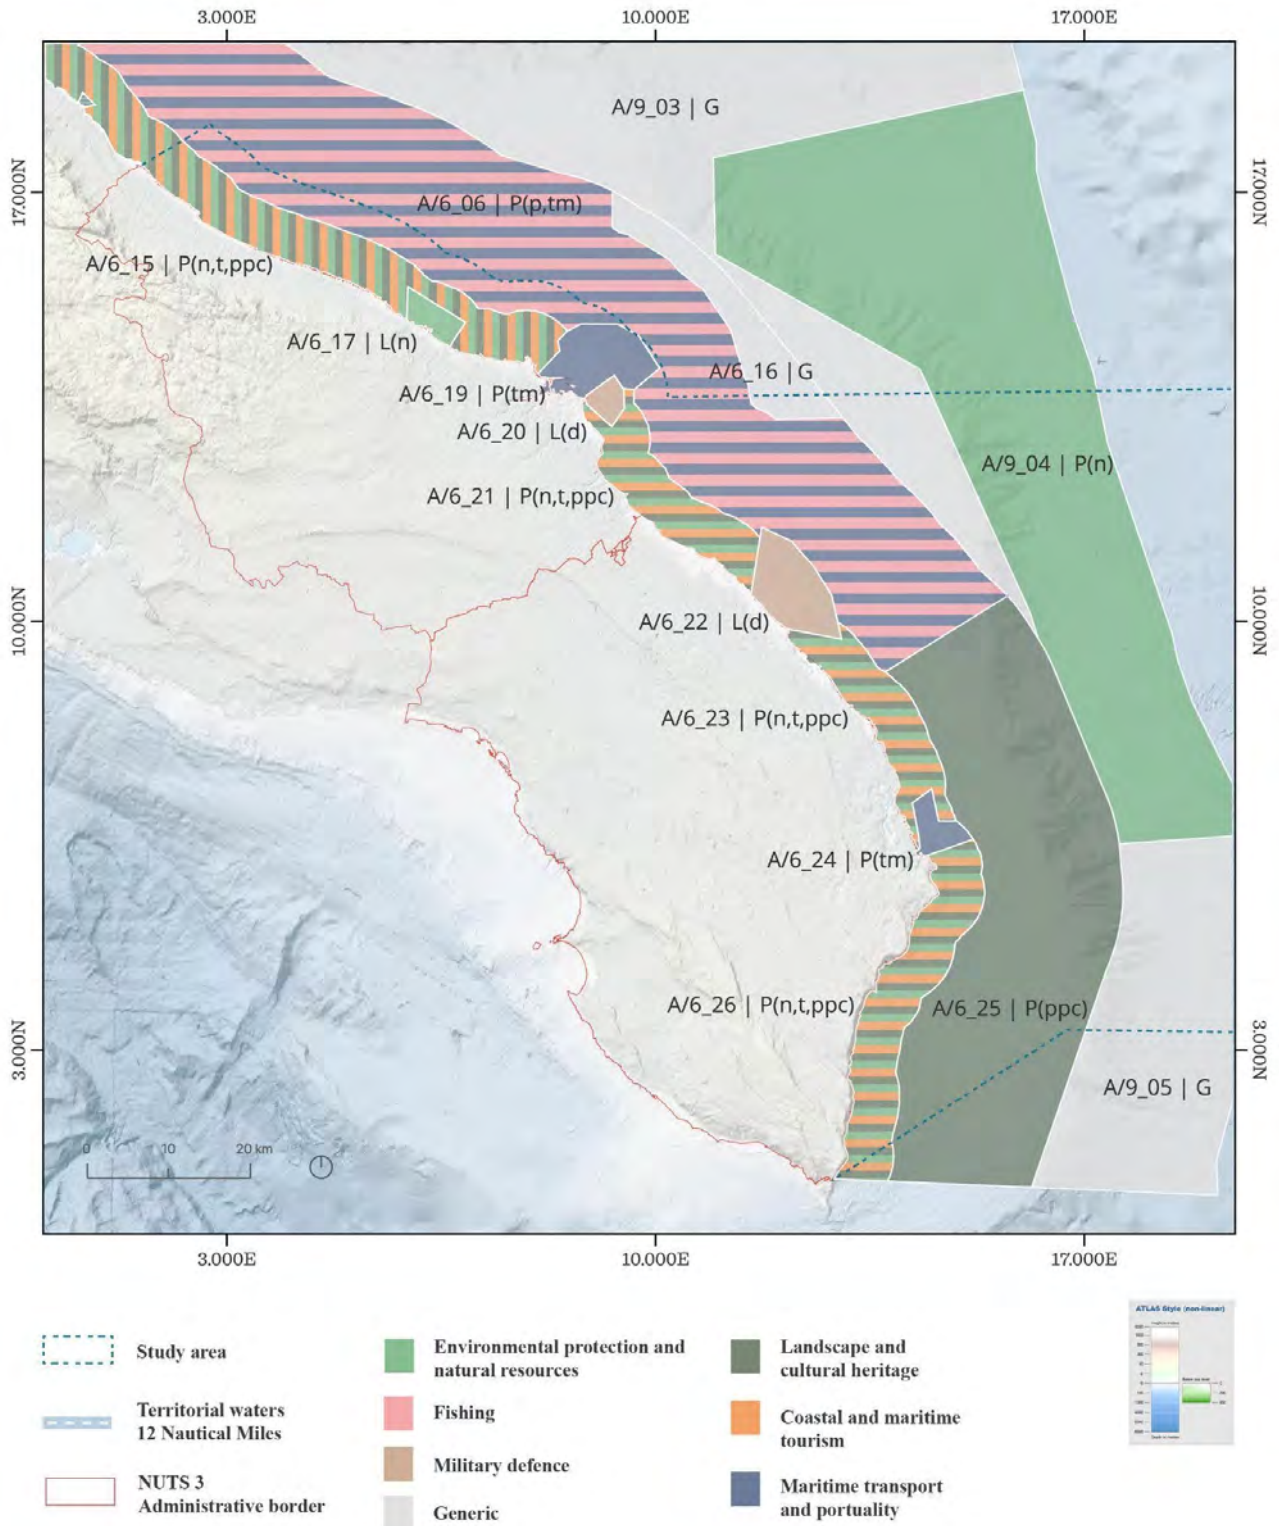 3.000E
10.000E
17.000E
17.000N
17.000N
A/9_03 | G
A/6_06 | P(p,tm)
A/6_15 | P(n,t,ppc)
A/6_17 | L(n)
A/6_16 | G
A/6_19 | P(tm)
A/6_20 | L(d)
A/9_04 | P(n)
A/6_21 | P(n,t,ppc)
10.000N
10.000N
A/6_22 | L(d)
A/6_23 | P(n,t,ppc)
A/6_24 | P(tm)
A/6_26 | P(n,t,ppc)
A/6_25 | P(ppc)
3.000N
3.000N
A/9_05 | G
0
10
20 km
3.000E
10.000E
17.000E
Study area
Territorial waters
12 Nautical Miles
NUTS 3
Administrative border
Environmental protection and
natural resources
Fishing
Military defence
Generic
Landscape and
cultural heritage
Coastal and maritime
tourism
Maritime transport
and portuality
ATLAS Style (non-linear)